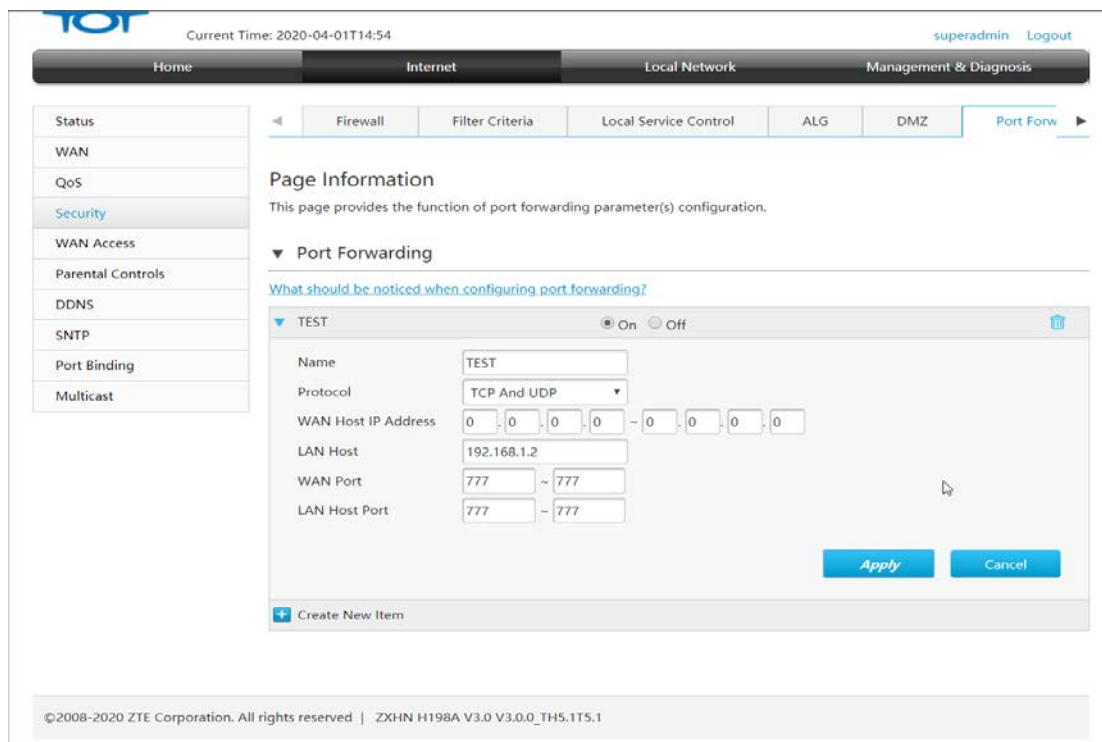 TOT
Current Time: 2020-04-01T14:54
superadmin Logout
Home Internet Local Network Management & Diagnosis
Status
WAN
QoS
Security
WAN Access
Parental Controls
DDNS
SNTP
Port Binding
Multicast
Firewall Filter Criteria Local Service Control ALG DMZ Port Forw
Page Information
This page provides the function of port forwarding parameter(s) configuration.
Port Forwarding
What should be noticed when configuring port forwarding?
TEST On Off
Name TEST
Protocol TCP And UDP
WAN Host IP Address 0 . 0 . 0 . 0 ~ 0 . 0 . 0 . 0
LAN Host 192.168.1.2
WAN Port 777 ~ 777
LAN Host Port 777 ~ 777
Apply Cancel
Create New Item
©2008-2020 ZTE Corporation. All rights reserved | ZXHN H198A V3.0 V3.0.0_TH5.1T5.1